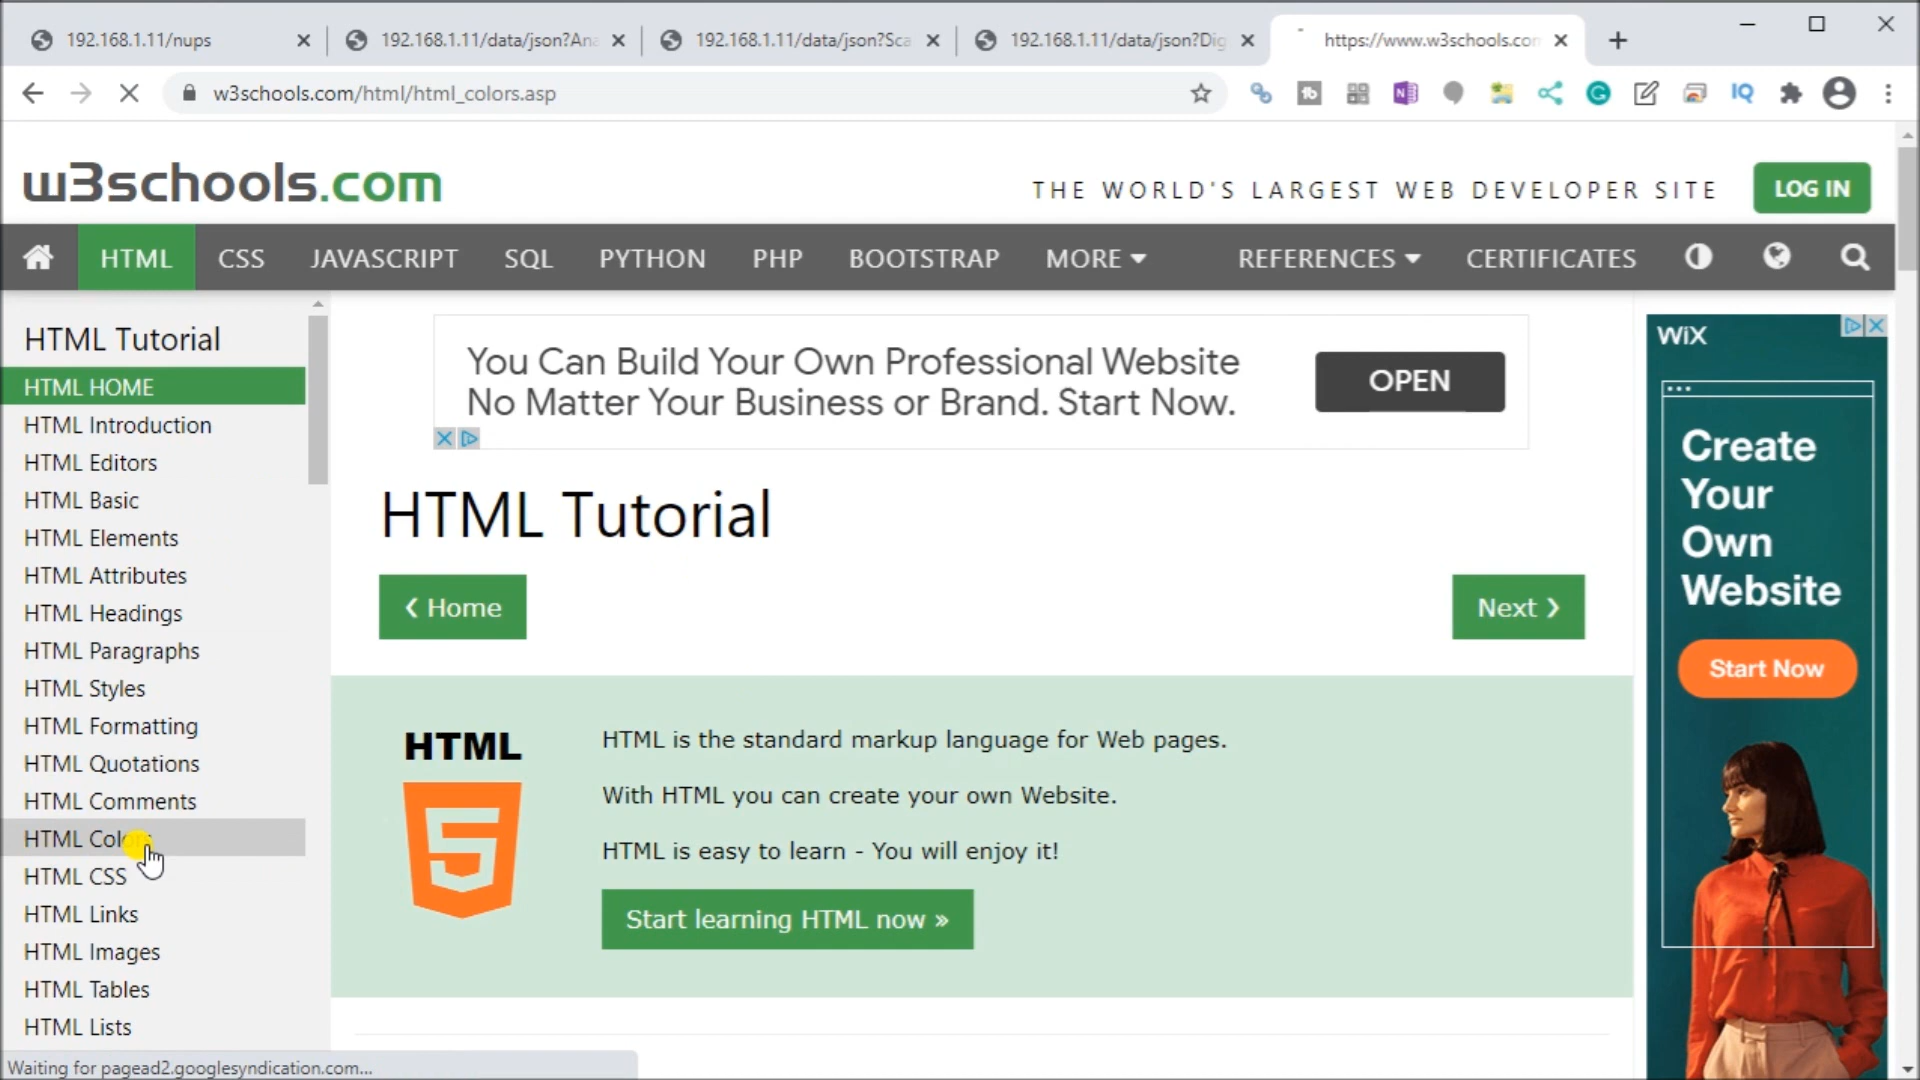 192.168.1.11/nups
192.168.1.11/data/json?Ana
192.168.1.11/data/json?Sca
192.168.1.11/data/json?Dig
https://www.w3schools.com
w3schools.com/html/html_colors.asp
w3schools.com
THE WORLD'S LARGEST WEB DEVELOPER SITE
LOG IN
HTML
CSS
JAVASCRIPT
SQL
PYTHON
PHP
BOOTSTRAP
MORE
REFERENCES
CERTIFICATES
HTML Tutorial
HTML HOME
HTML Introduction
HTML Editors
HTML Basic
HTML Elements
HTML Attributes
HTML Headings
HTML Paragraphs
HTML Styles
HTML Formatting
HTML Quotations
HTML Comments
HTML Colors
HTML CSS
HTML Links
HTML Images
HTML Tables
HTML Lists
You Can Build Your Own Professional Website
No Matter Your Business or Brand. Start Now.
OPEN
HTML Tutorial
❮ Home
Next ❯
HTML
5
HTML is the standard markup language for Web pages.
With HTML you can create your own Website.
HTML is easy to learn - You will enjoy it!
Start learning HTML now »
WiX
Create
Your
Own
Website
Start Now
Waiting for pagead2.googlesyndication.com...